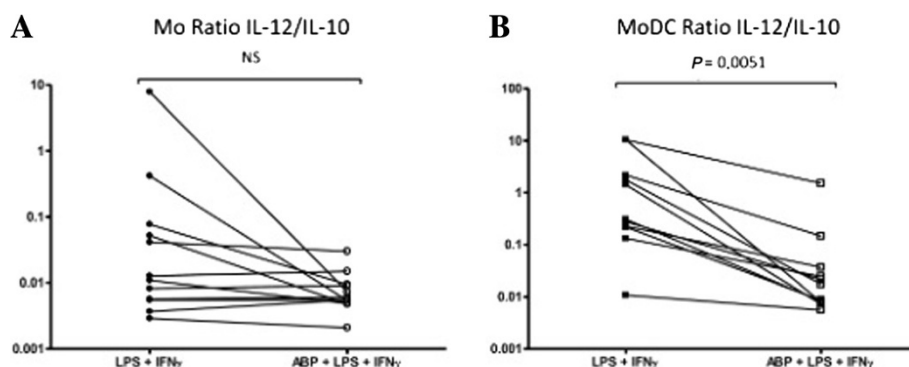 A
Mo Ratio IL-12/IL-10
NS
10
1
0.1
0.01
0.001
LPS + IFNγ
ABP + LPS + IFNγ
B
MoDC Ratio IL-12/IL-10
P = 0,0051
100
10
1
0.1
0.01
0.001
LPS + IFNγ
ABP + LPS + IFNγ